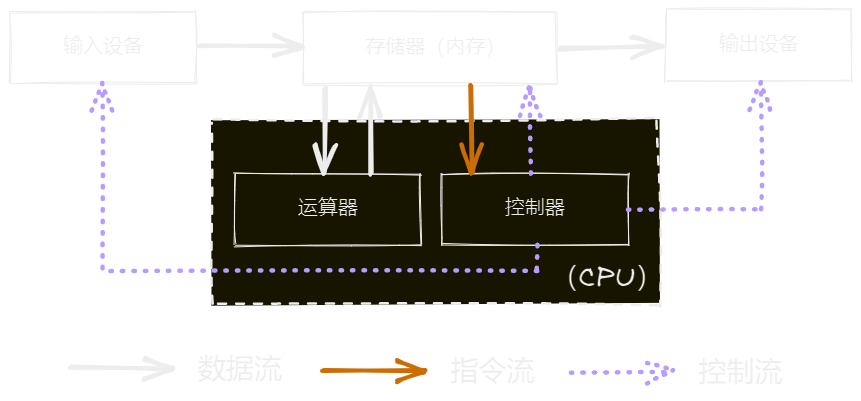 输入设备
存储器（内存）
输出设备
运算器
控制器
(CPU)
数据流
指令流
控制流